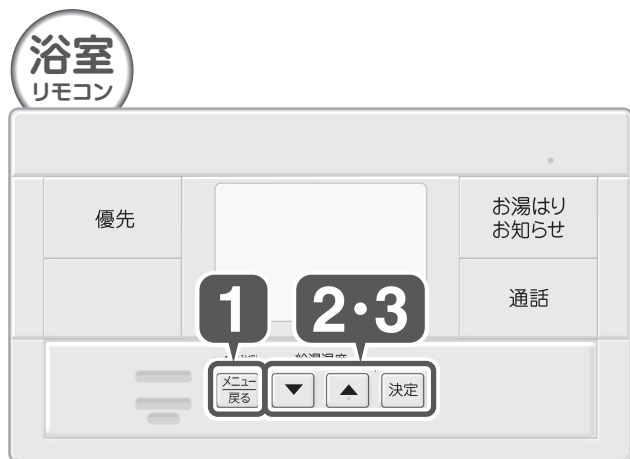 浴室
リモコン
優先
お湯はり
お知らせ
通話
1
2・3
給湯温度
メニュー
戻る
▼
▲
決定